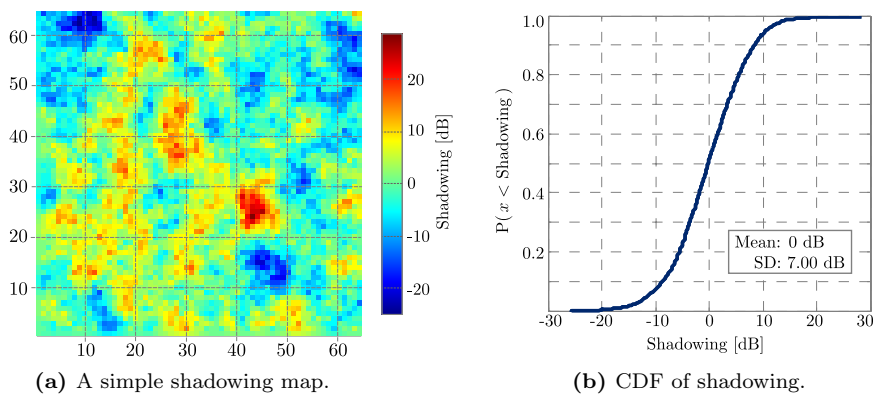 60
50
40
30
20
10
10 20 30 40 50 60
20
10
0
-10
-20
Shadowing [dB]
(a) A simple shadowing map.
1.0
0.8
0.6
0.4
0.2
P( x < Shadowing )
Mean: 0 dB
SD: 7.00 dB
-30 -20 -10 0 10 20 30
Shadowing [dB]
(b) CDF of shadowing.